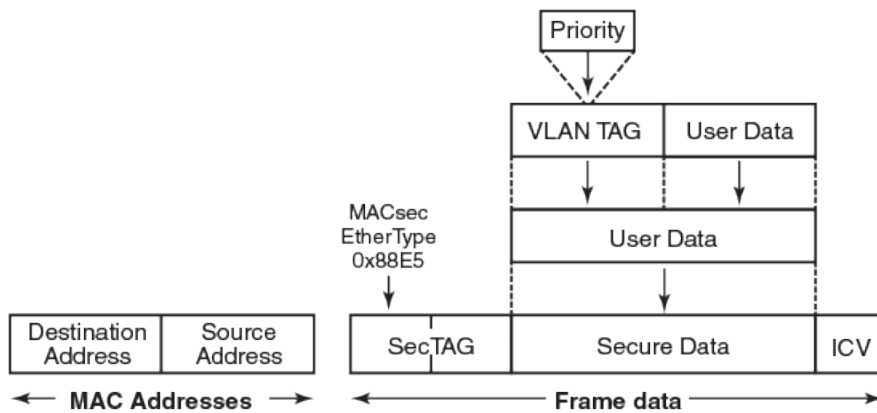 Priority
VLAN TAG
User Data
MACsec
EtherType
0x88E5
User Data
Destination
Address
Source
Address
SecTAG
Secure Data
ICV
MAC Addresses
Frame data